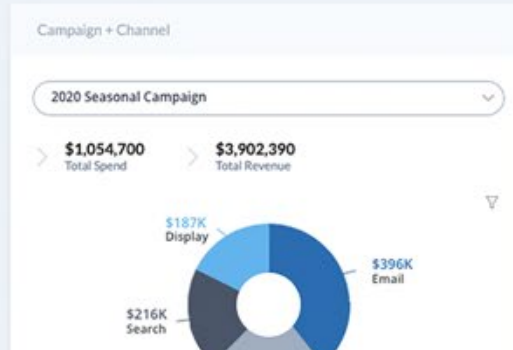 Campaign + Channel
2020 Seasonal Campaign
$1,054,700
Total Spend
$3,902,390
Total Revenue
$187K
Display
$396K
Email
$216K
Search